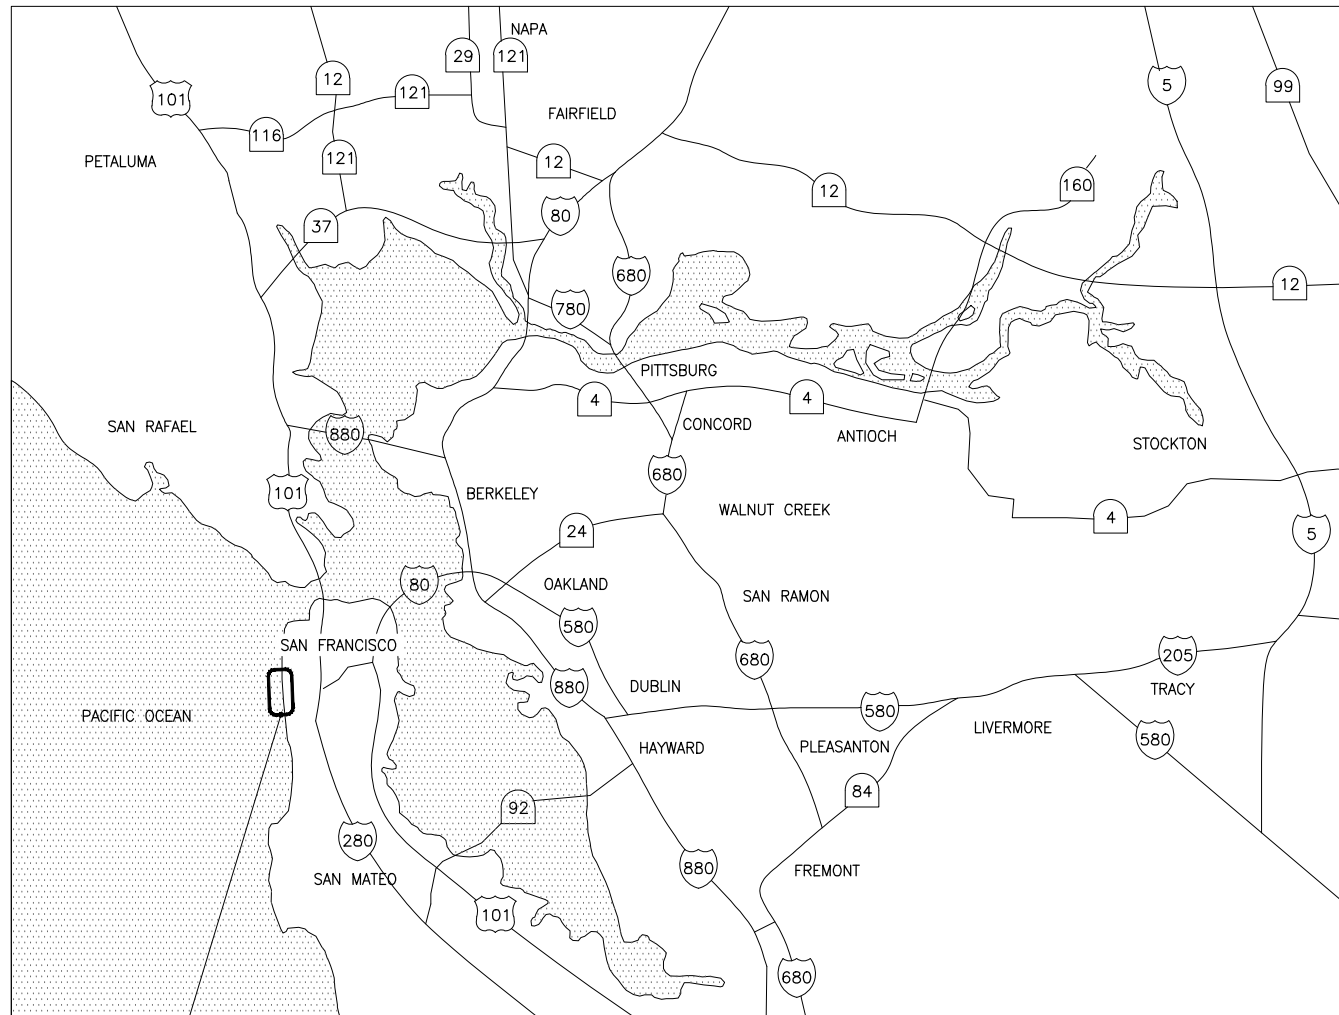 NAPA
29
121
12
121
5
99
101
FAIRFIELD
116
PETALUMA
121
12
12
160
37
80
680
12
780
PITTSBURG
4
4
SAN RAFAEL
880
CONCORD
ANTIOCH
STOCKTON
680
101
BERKELEY
WALNUT CREEK
4
24
5
80
OAKLAND
SAN RAMON
580
SAN FRANCISCO
680
205
DUBLIN
880
TRACY
PACIFIC OCEAN
580
LIVERMORE
580
HAYWARD
PLEASANTON
84
92
280
880
FREMONT
SAN MATEO
101
680